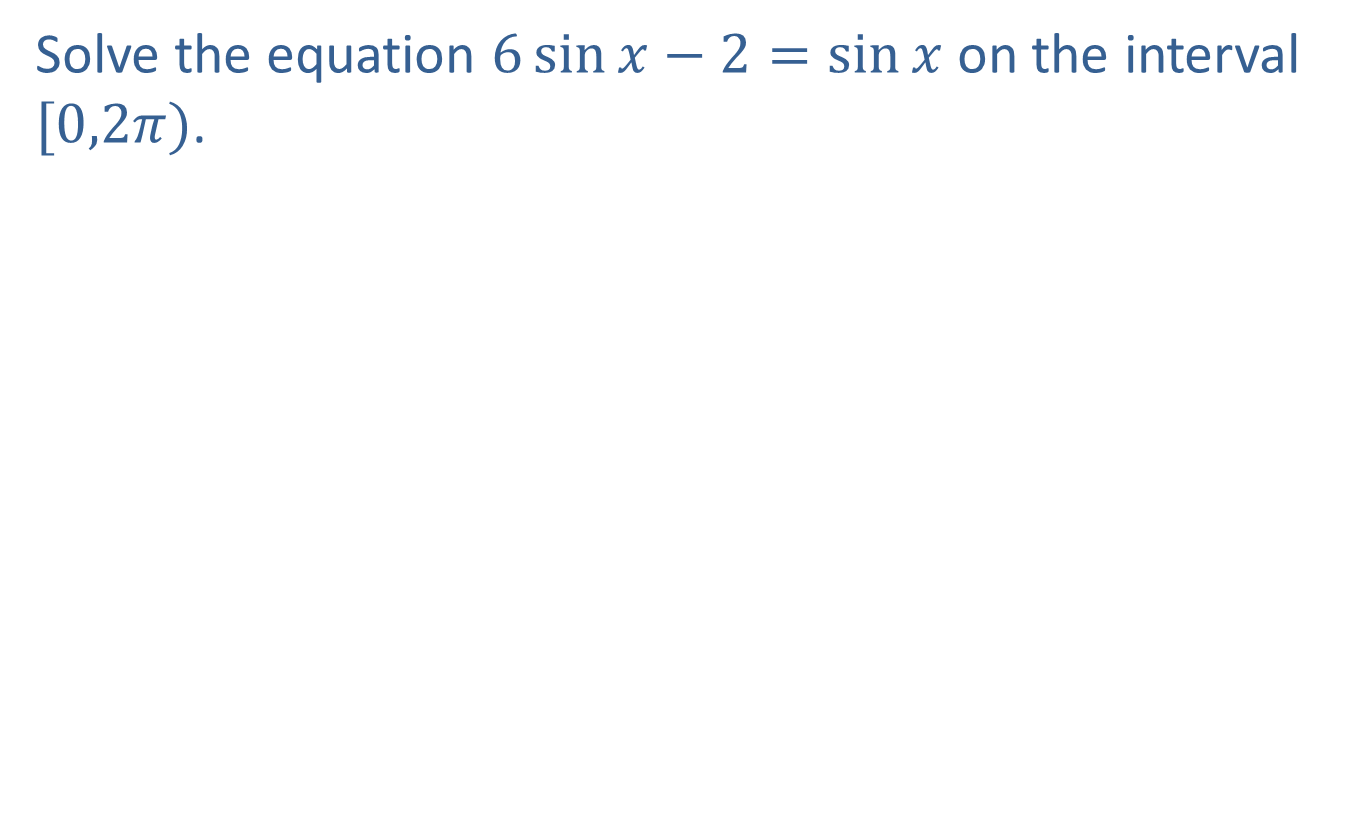 Solve the equation 6 sin 𝑥 − 2 = sin 𝑥 on the interval
[0,2𝜋).